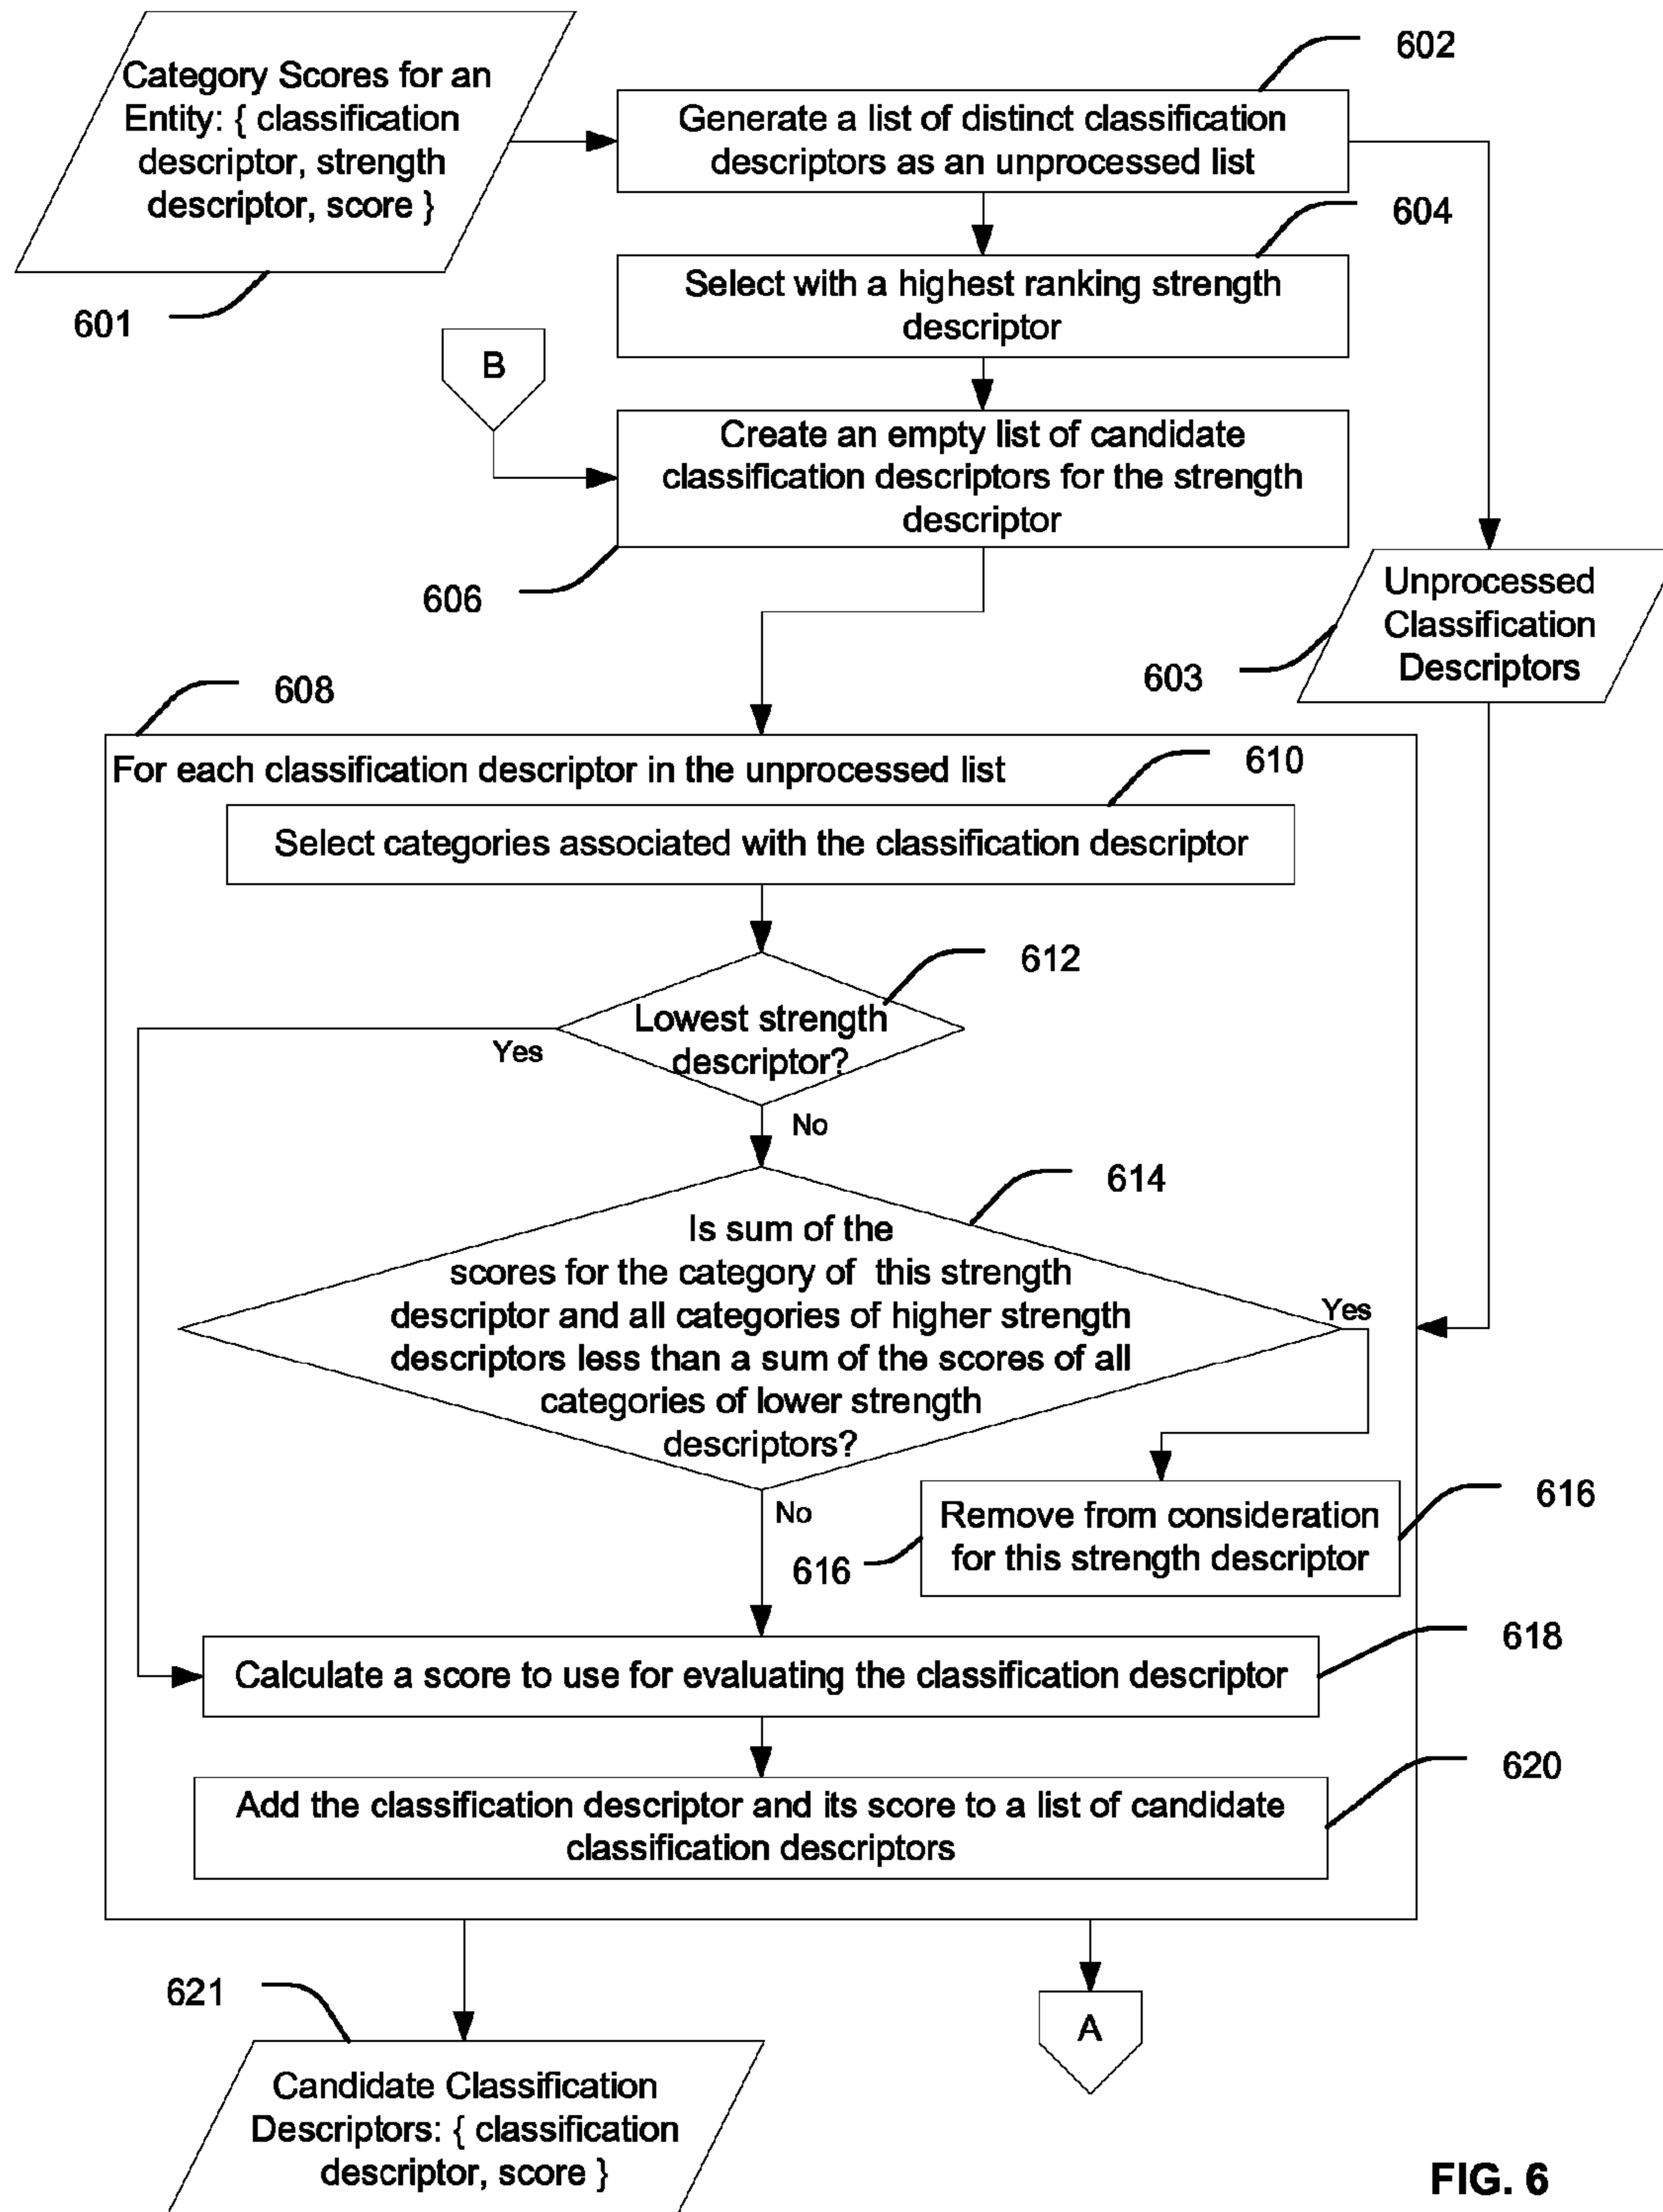 Category Scores for an
Entity: { classification
descriptor, strength
descriptor, score }
601
602
Generate a list of distinct classification
descriptors as an unprocessed list
604
Select with a highest ranking strength
descriptor
B
Create an empty list of candidate
classification descriptors for the strength
descriptor
606
Unprocessed
Classification
Descriptors
603
608
For each classification descriptor in the unprocessed list
610
Select categories associated with the classification descriptor
612
Lowest strength
descriptor?
Yes
No
614
Is sum of the
scores for the category of this strength
descriptor and all categories of higher strength
descriptors less than a sum of the scores of all
categories of lower strength
descriptors?
Yes
No
616
Remove from consideration
for this strength descriptor
616
618
Calculate a score to use for evaluating the classification descriptor
620
Add the classification descriptor and its score to a list of candidate
classification descriptors
621
Candidate Classification
Descriptors: { classification
descriptor, score }
A
FIG. 6